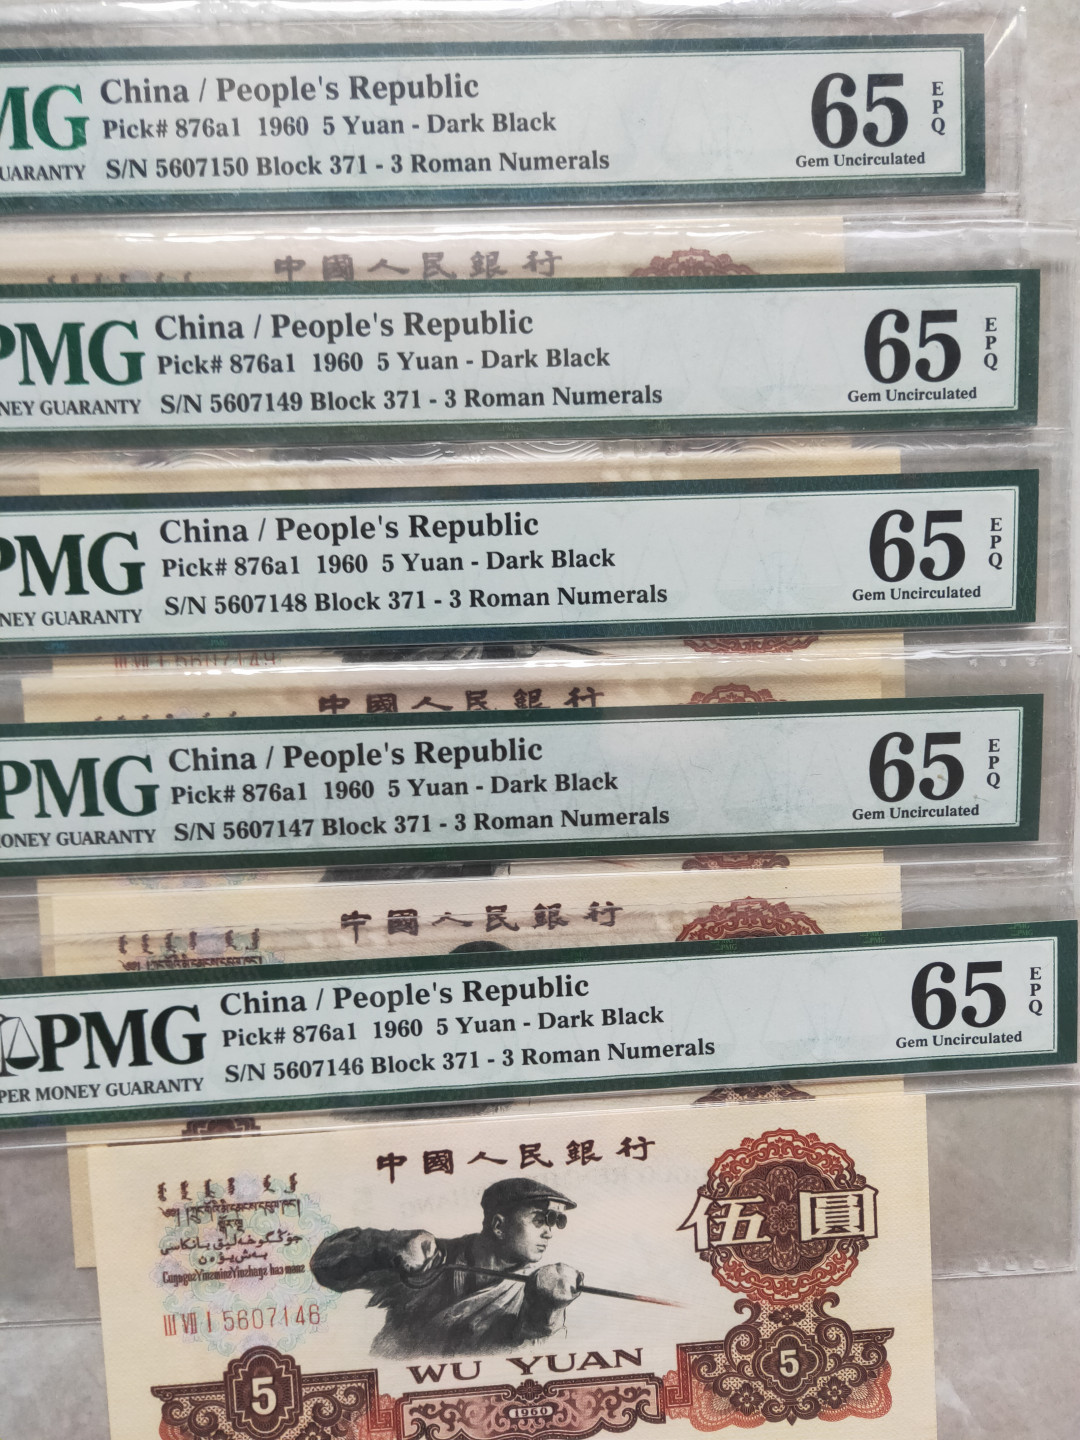 MG
UARANTY
China / People's Republic
Pick# 876a1 1960 5 Yuan - Dark Black
S/N 5607150 Block 371 - 3 Roman Numerals
65
EPQ
Gem Uncirculated
中國人民銀行
PMG
NEY GUARANTY
China / People's Republic
Pick# 876a1 1960 5 Yuan - Dark Black
S/N 5607149 Block 371 - 3 Roman Numerals
65
EPQ
Gem Uncirculated
PMG
NEY GUARANTY
China / People's Republic
Pick# 876a1 1960 5 Yuan - Dark Black
S/N 5607148 Block 371 - 3 Roman Numerals
65
EPQ
Gem Uncirculated
III VII I 5607149
中國人民銀行
PMG
ONEY GUARANTY
China / People's Republic
Pick# 876a1 1960 5 Yuan - Dark Black
S/N 5607147 Block 371 - 3 Roman Numerals
65
EPQ
Gem Uncirculated
中國人民銀行
PMG
PER MONEY GUARANTY
China / People's Republic
Pick# 876a1 1960 5 Yuan - Dark Black
S/N 5607146 Block 371 - 3 Roman Numerals
65
EPQ
Gem Uncirculated
中國人民銀行
伍圓
III VII I 5607146
WU YUAN
5
1960
5